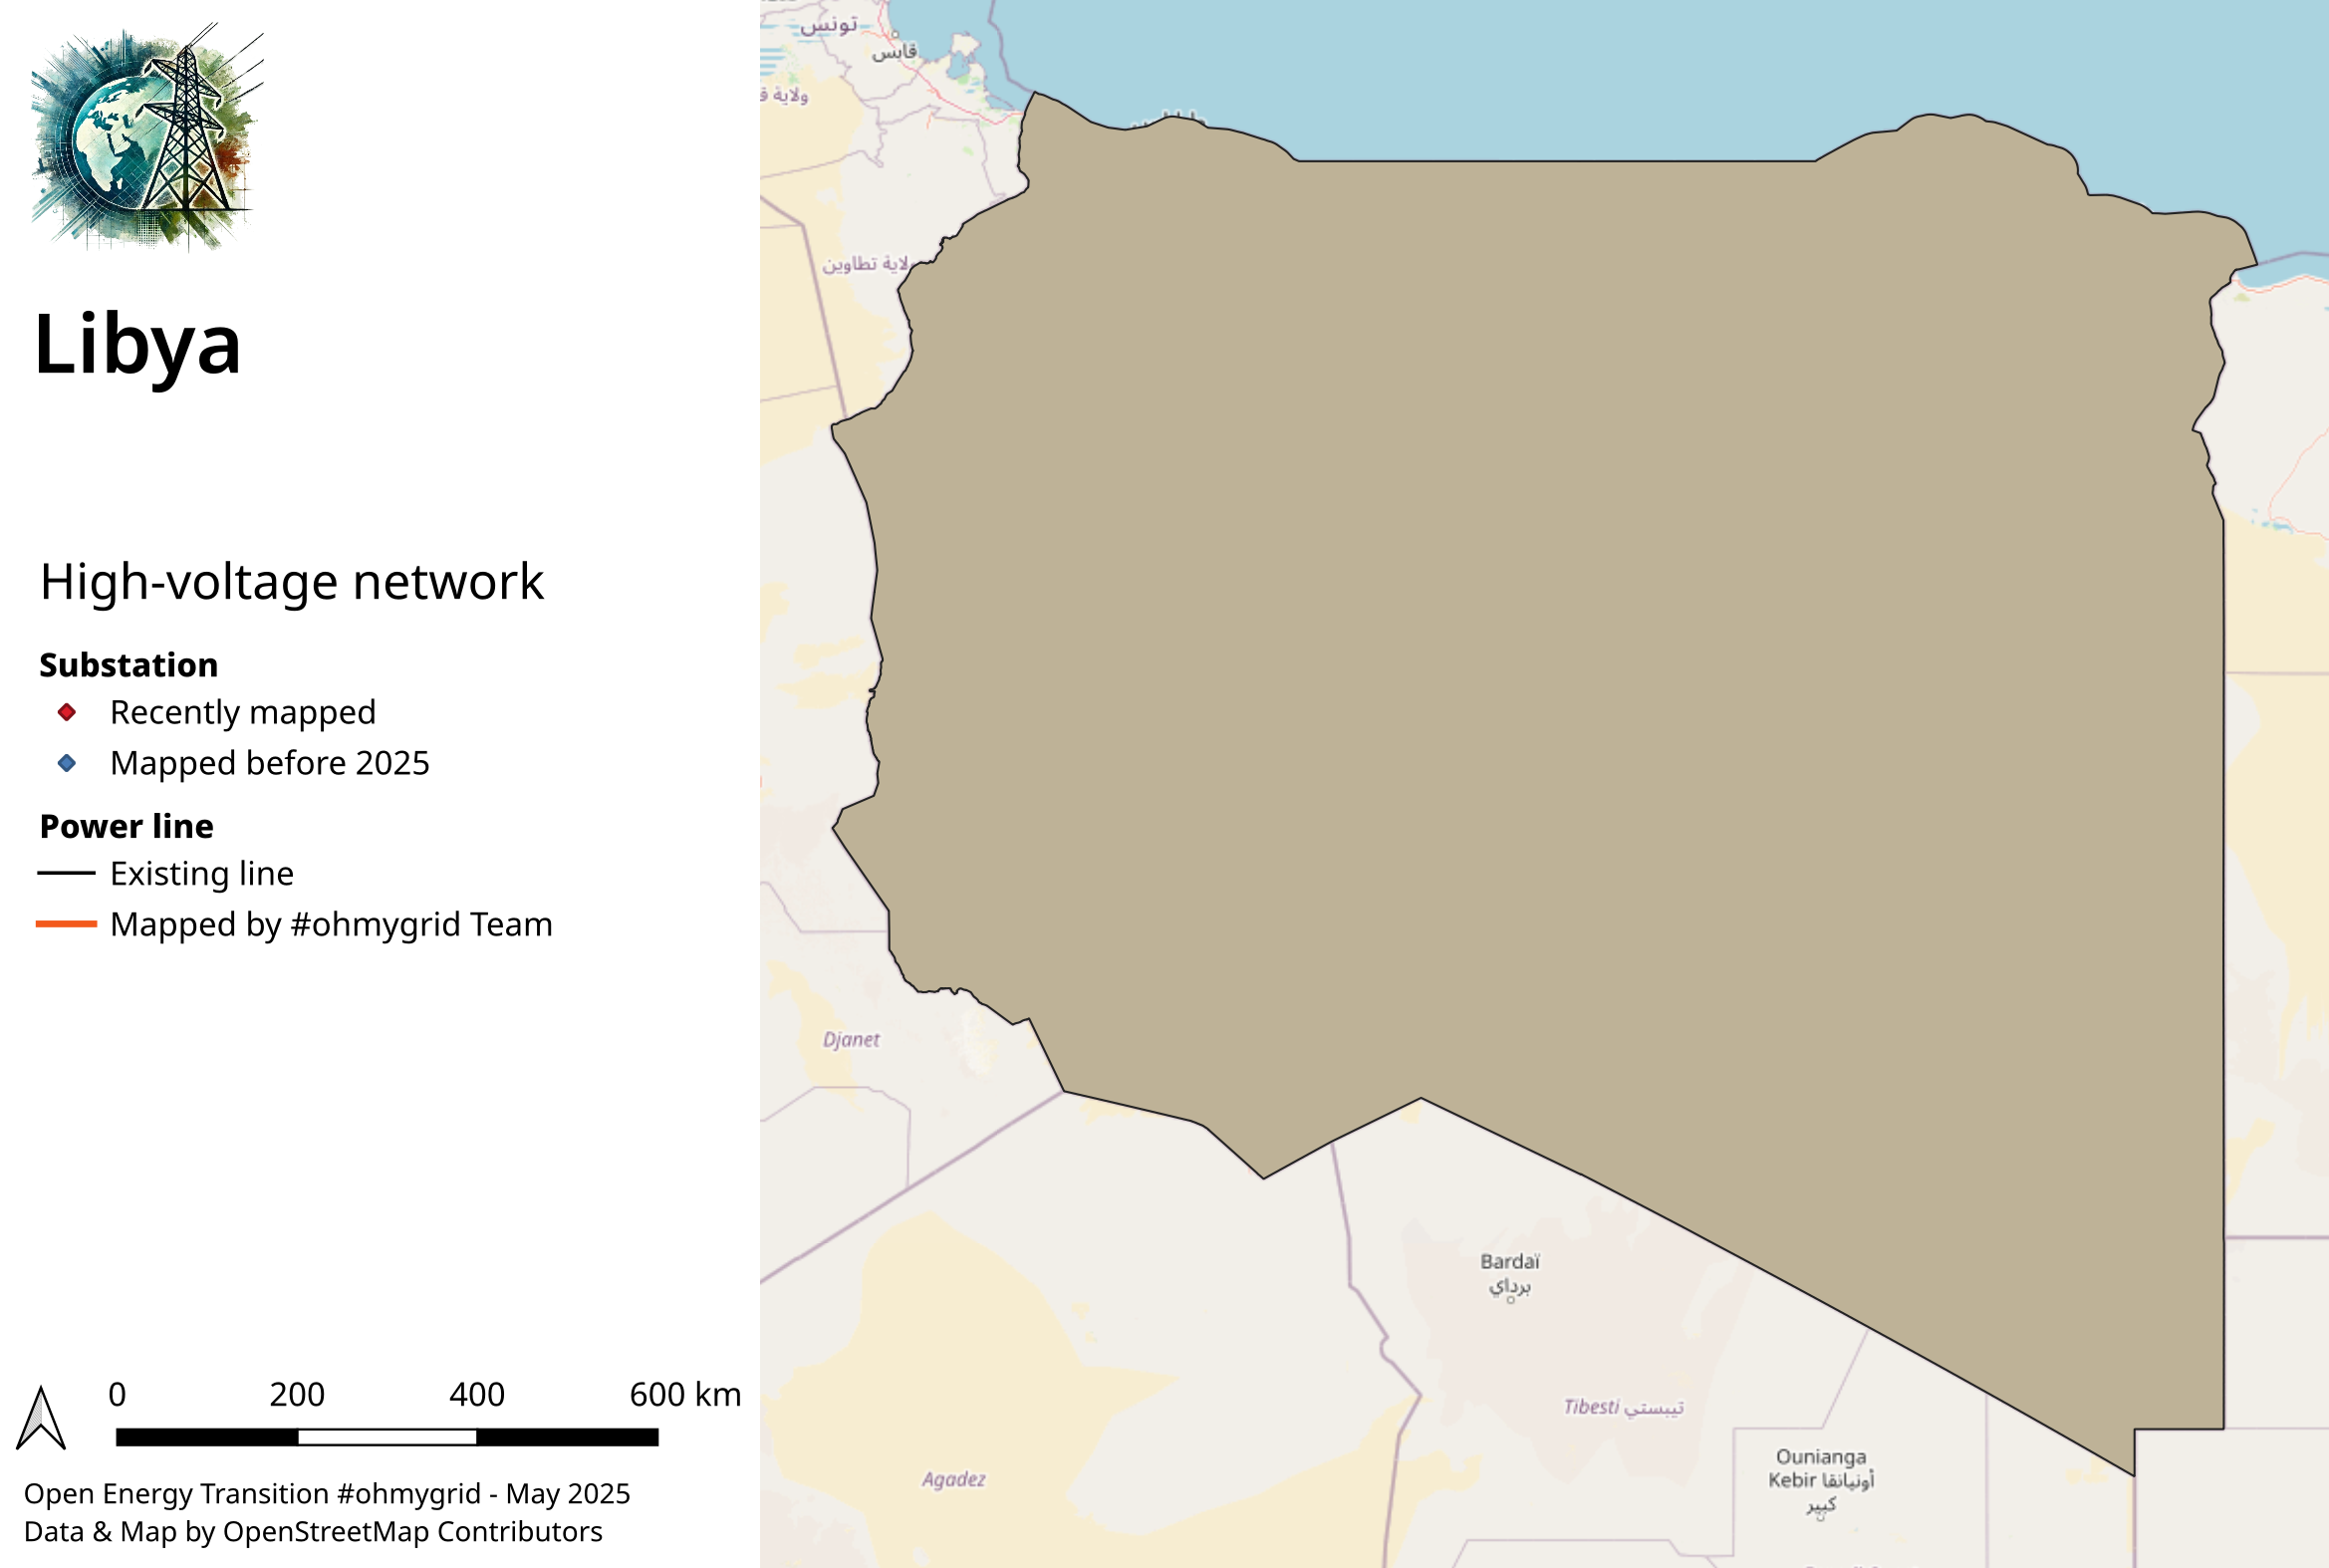 Libya
High-voltage network
Substation
Recently mapped
Mapped before 2025
Power line
Existing line
Mapped by #ohmygrid Team
0 200 400 600 km
Open Energy Transition #ohmygrid - May 2025
Data & Map by OpenStreetMap Contributors
تونس
قابس
ولاية تطاوين
Djanet
Agadez
Bardaï
برداي
Tibesti تيبستي
Ounianga
Kebir أونيانقا
كبير